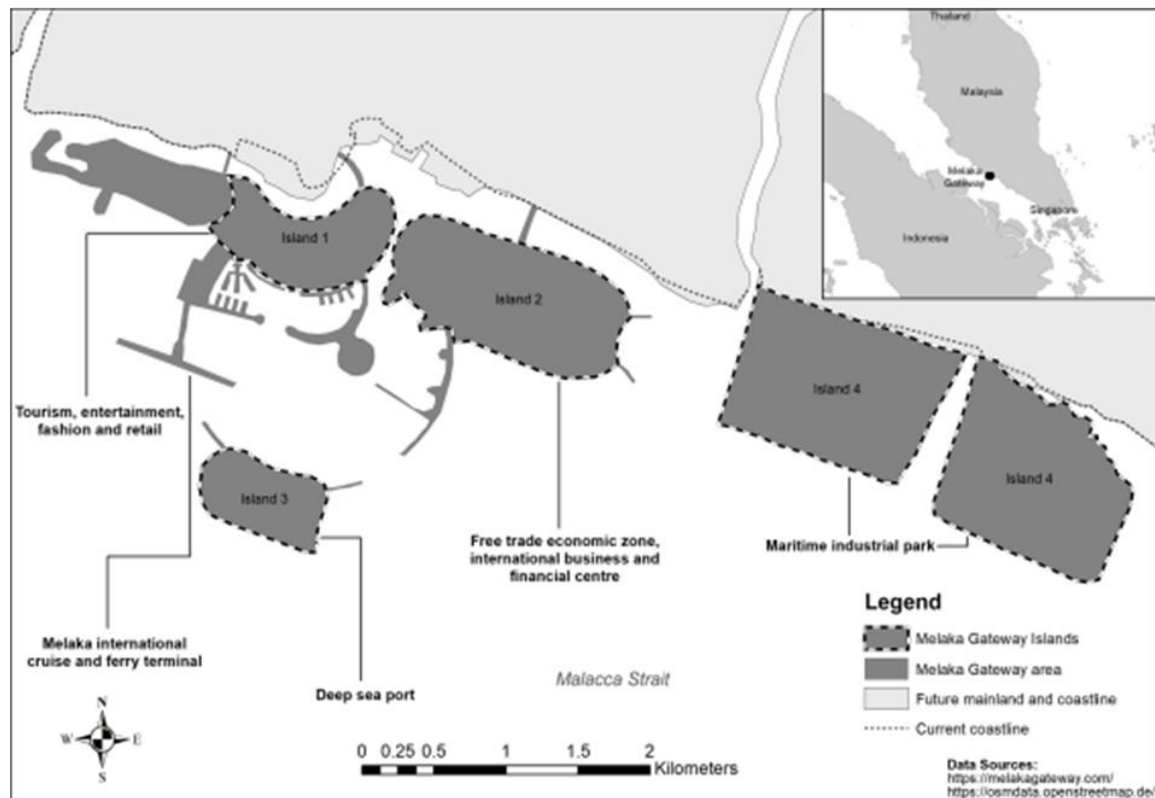 Thailand
Malaysia
Melaka
Gateway
Singapore
Indonesia
Island 1
Island 2
Island 4
Island 4
Island 3
Tourism, entertainment,
fashion and retail
Free trade economic zone,
international business and
financial centre
Maritime industrial park
Melaka international
cruise and ferry terminal
Deep sea port
Malacca Strait
Legend
Melaka Gateway Islands
Melaka Gateway area
Future mainland and coastline
Current coastline
N
W
E
S
0 0.25 0.5 1 1.5 2
Kilometers
Data Sources:
https://melakagateway.com/
https://osmdata.openstreetmap.de/